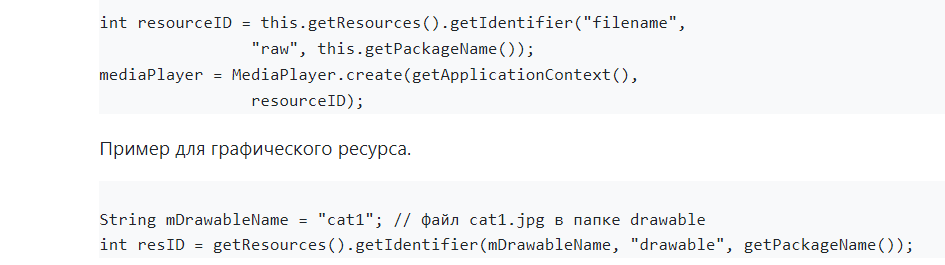 int resourceID = this.getResources().getIdentifier("filename",
"raw", this.getPackageName());
mediaPlayer = MediaPlayer.create(getApplicationContext(),
resourceID);
Пример для графического ресурса.
String mDrawableName = "cat1"; // файл cat1.jpg в папке drawable
int resID = getResources().getIdentifier(mDrawableName, "drawable", getPackageName());